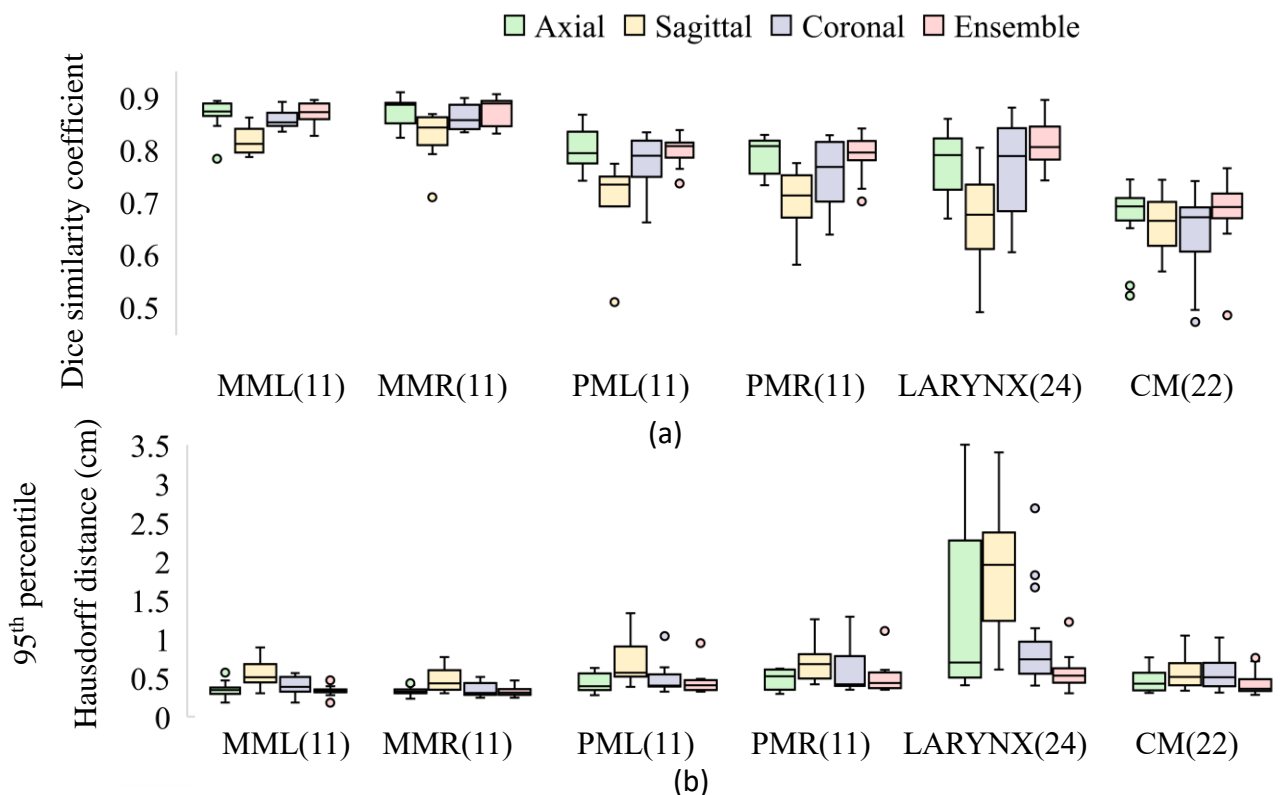 Axial Sagittal Coronal Ensemble
Dice similarity coefficient
0.9
0.8
0.7
0.6
0.5
MML(11) MMR(11) PML(11) PMR(11) LARYNX(24) CM(22)
(a)
95th percentile
Hausdorff distance (cm)
3.5
3
2.5
2
1.5
1
0.5
0
MML(11) MMR(11) PML(11) PMR(11) LARYNX(24) CM(22)
(b)